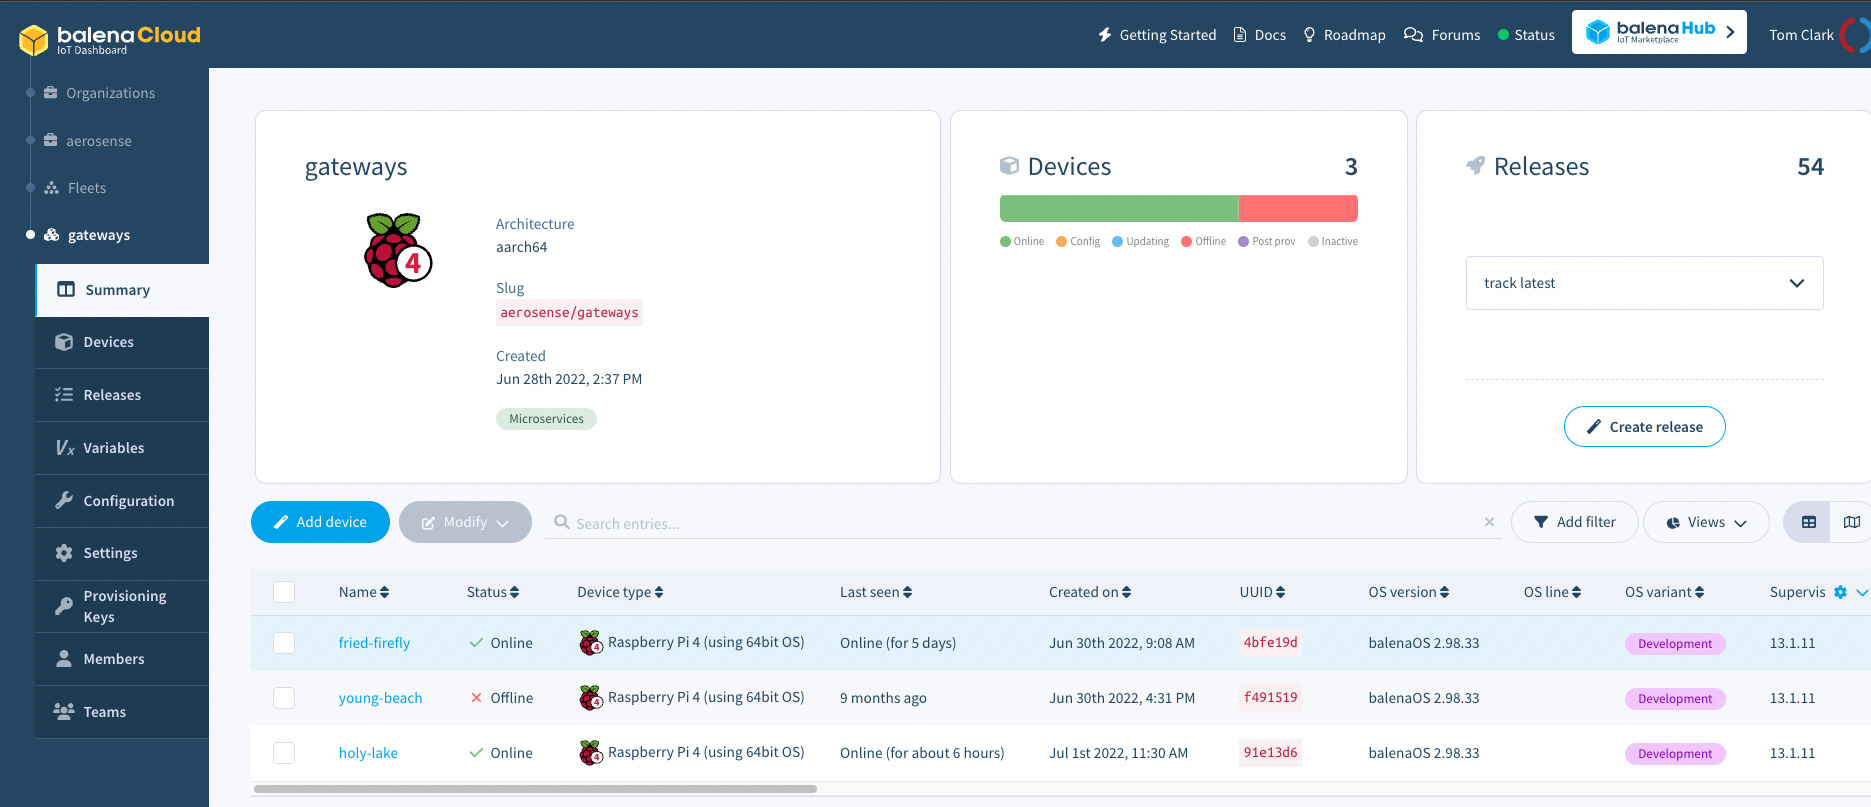 balenaCloud
IoT Dashboard
Getting Started
Docs
Roadmap
Forums
Status
balenaHub
IoT Marketplace
Tom Clark
Organizations
aerosense
Fleets
gateways
Summary
Devices
Releases
Variables
Configuration
Settings
Provisioning
Keys
Members
Teams
gateways
4
Architecture
aarch64
Slug
aerosense/gateways
Created
Jun 28th 2022, 2:37 PM
Microservices
Devices 3
Online Config Updating Offline Post prov Inactive
Releases 54
track latest
Create release
Add device
Modify
Search entries...
Add filter
Views
Name Status Device type Last seen Created on UUID OS version OS line OS variant Supervis
fried-firefly Online 4 Raspberry Pi 4 (using 64bit OS) Online (for 5 days) Jun 30th 2022, 9:08 AM 4bfe19d balenaOS 2.98.33 Development 13.1.11
young-beach Offline 4 Raspberry Pi 4 (using 64bit OS) 9 months ago Jun 30th 2022, 4:31 PM f491519 balenaOS 2.98.33 Development 13.1.11
holy-lake Online 4 Raspberry Pi 4 (using 64bit OS) Online (for about 6 hours) Jul 1st 2022, 11:30 AM 91e13d6 balenaOS 2.98.33 Development 13.1.11